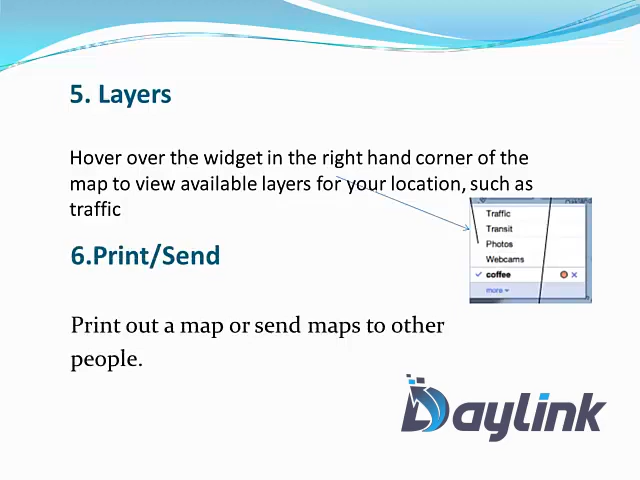 5. Layers
Hover over the widget in the right hand corner of the
map to view available layers for your location, such as
traffic
Traffic
Transit
Photos
Webcams
coffee
more
6.Print/Send
Print out a map or send maps to other
people.
Daylink